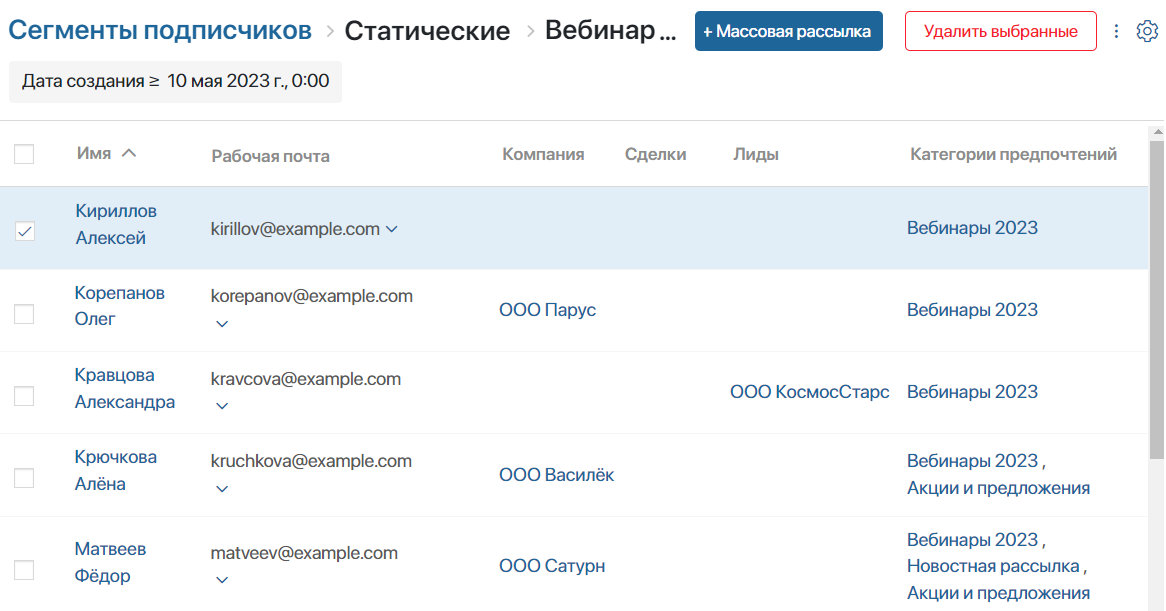 Сегменты подписчиков > Статические > Вебинар ... + Массовая рассылка Удалить выбранные
Дата создания ≥ 10 мая 2023 г., 0:00
Имя Рабочая почта Компания Сделки Лиды Категории предпочтений
Кириллов
Алексей
kirillov@example.com
Вебинары 2023
Корепанов
Олег
korepanov@example.com
ООО Парус
Вебинары 2023
Кравцова
Александра
kravcova@example.com
ООО КосмосСтарс
Вебинары 2023
Крючкова
Алёна
kruchkova@example.com
ООО Василёк
Вебинары 2023 ,
Акции и предложения
Матвеев
Фёдор
matveev@example.com
ООО Сатурн
Вебинары 2023 ,
Новостная рассылка ,
Акции и предложения